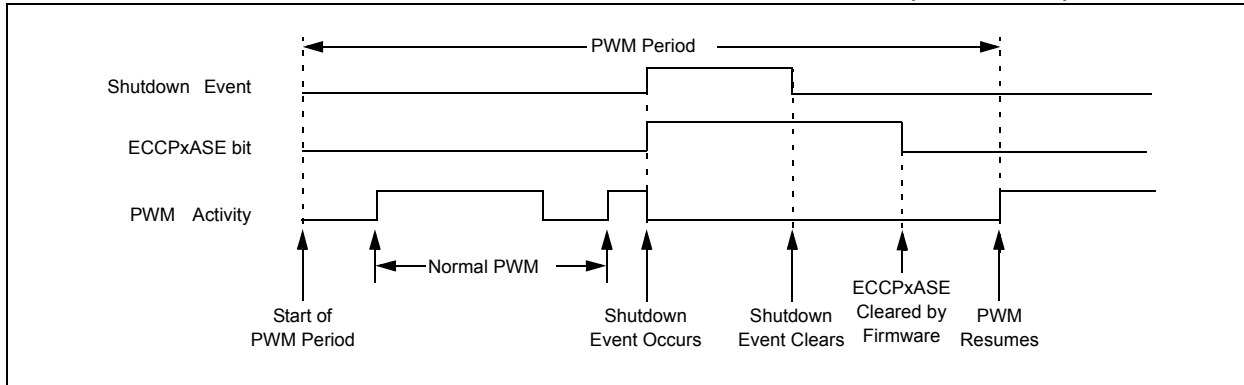 PWM Period
Shutdown Event
ECCPxASE bit
PWM Activity
Normal PWM
Start of
PWM Period
Shutdown
Event Occurs
Shutdown
Event Clears
ECCPxASE
Cleared by
Firmware
PWM
Resumes